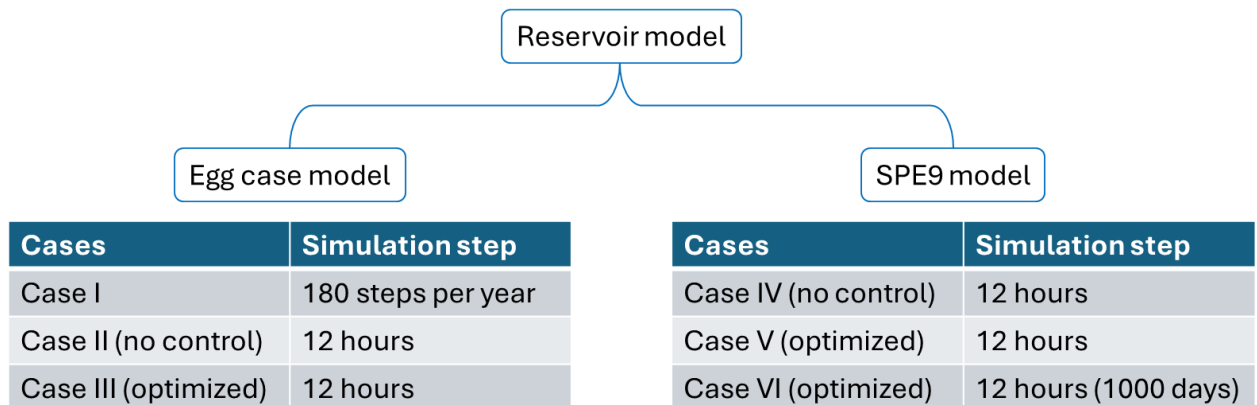 Reservoir model
Egg case model
SPE9 model
Cases Simulation step
Case I 180 steps per year
Case II (no control) 12 hours
Case III (optimized) 12 hours
Cases Simulation step
Case IV (no control) 12 hours
Case V (optimized) 12 hours
Case VI (optimized) 12 hours (1000 days)